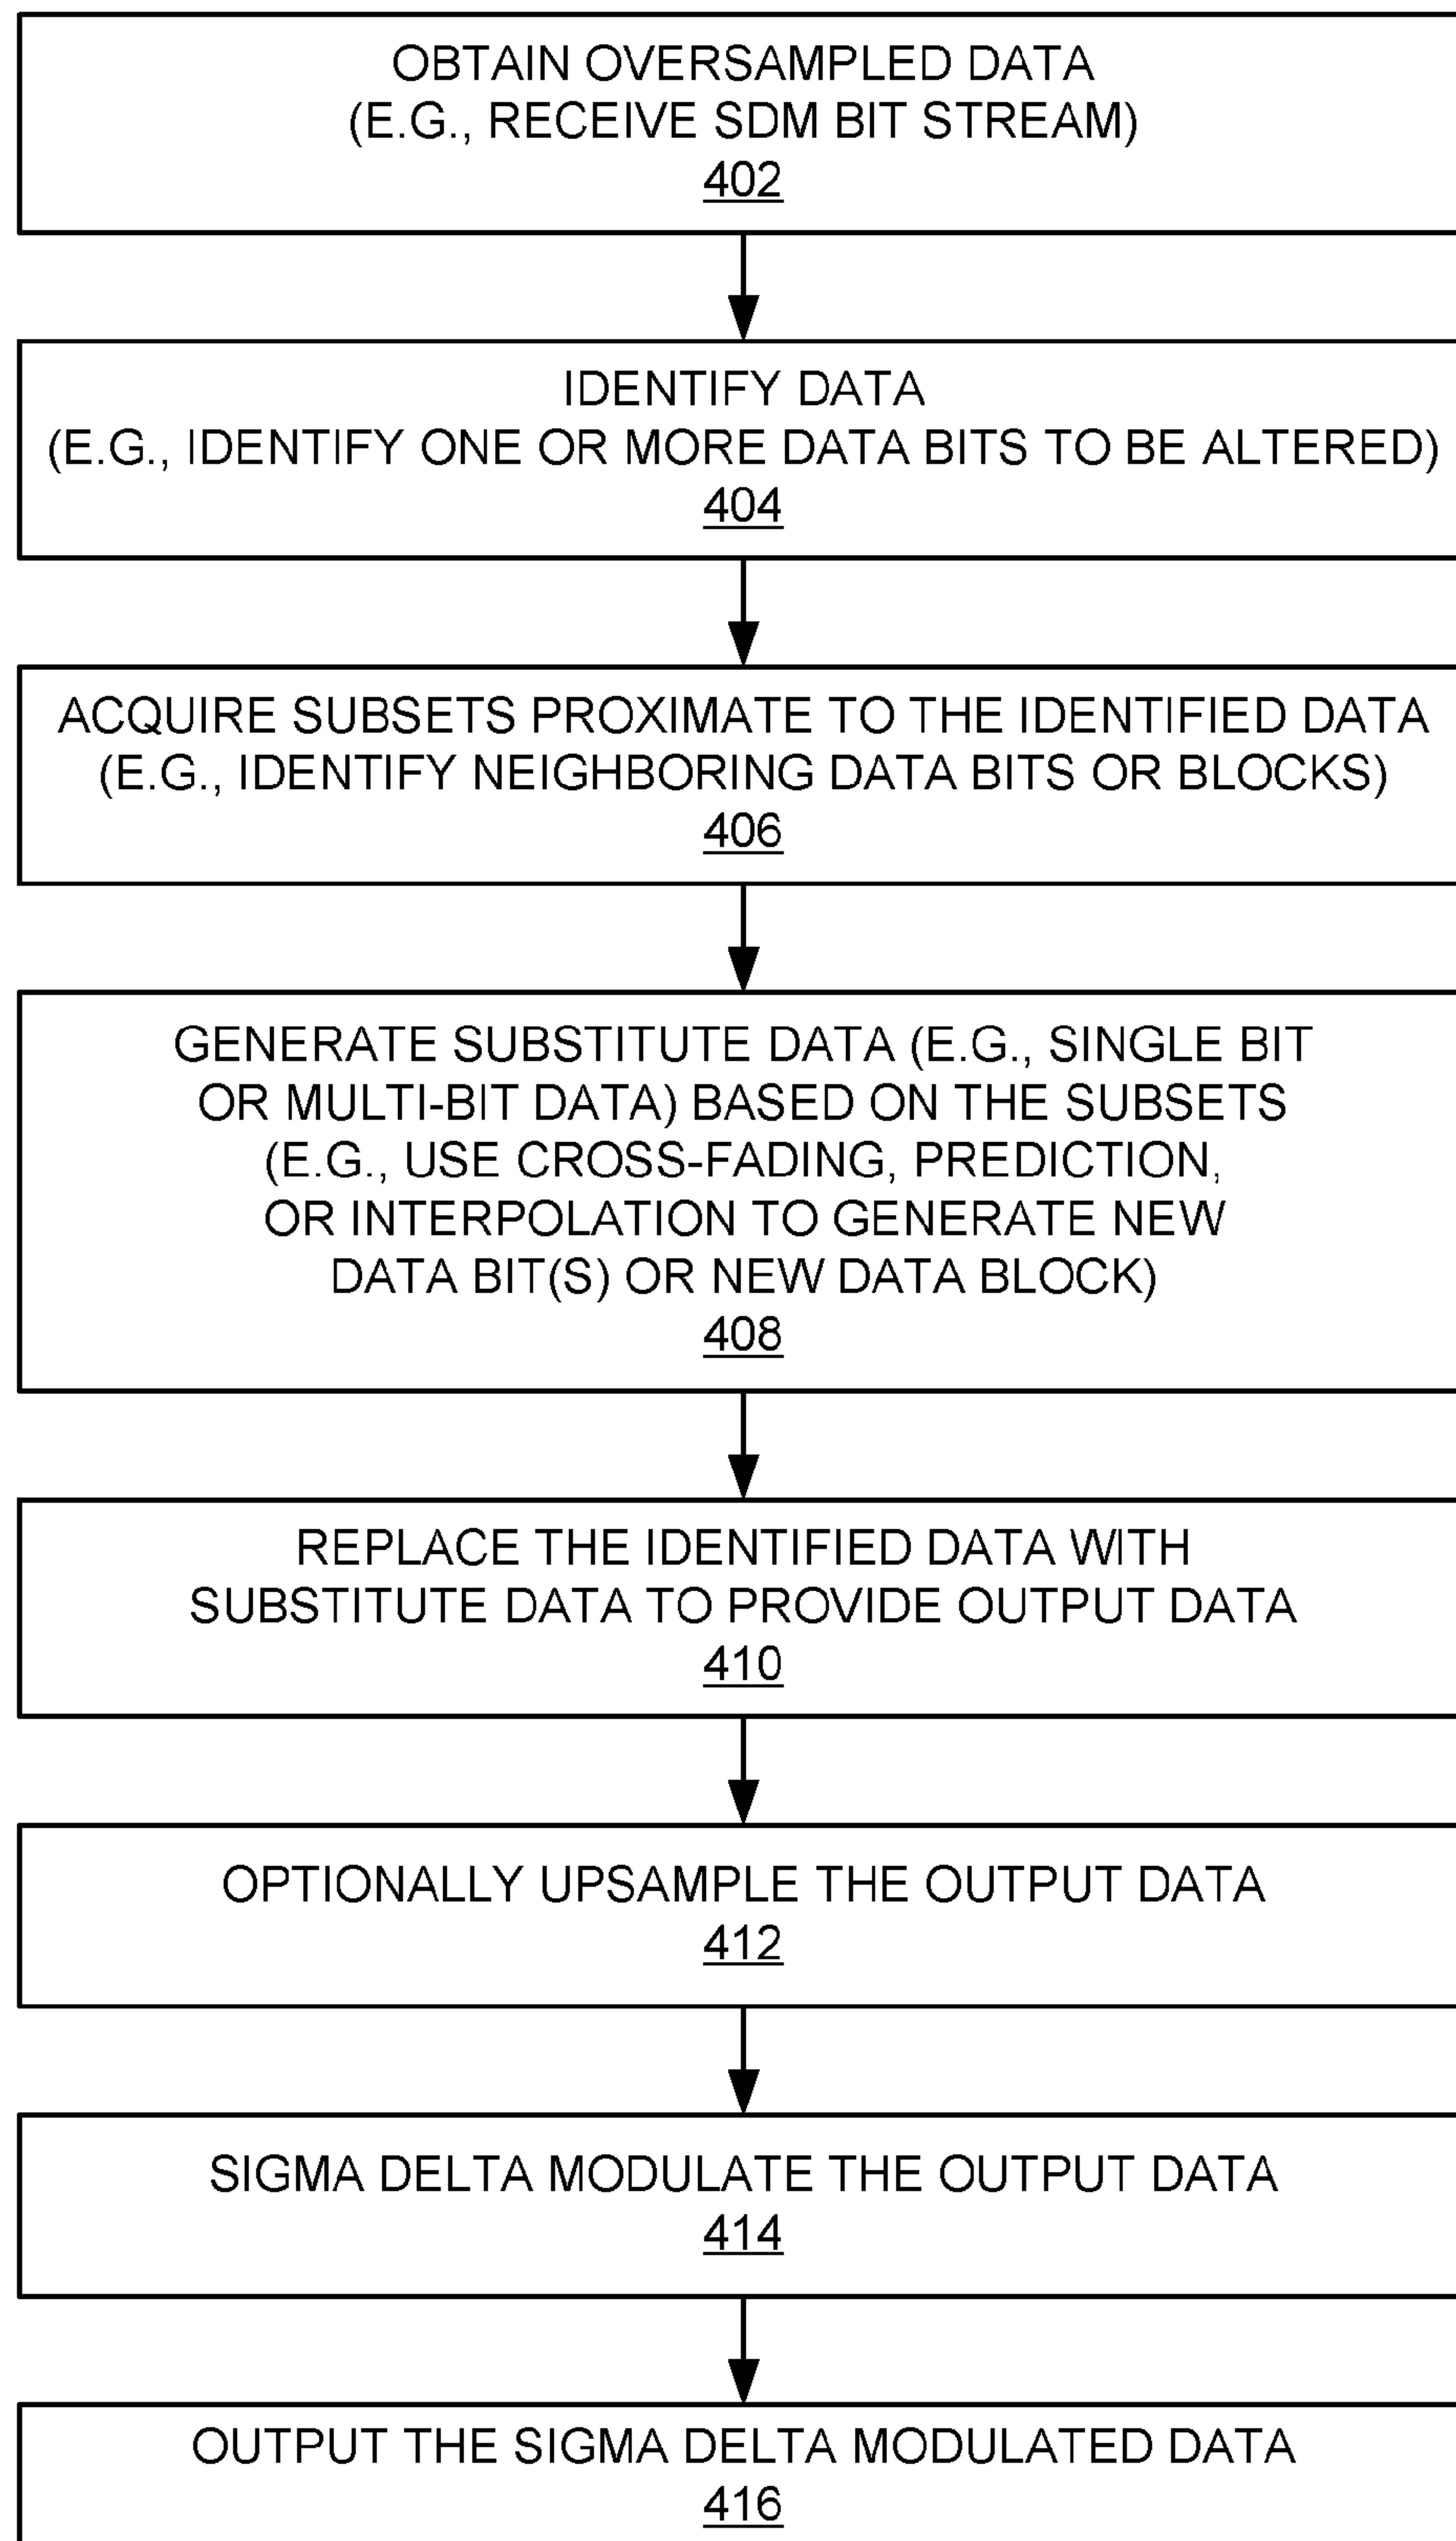 OBTAIN OVERSAMPLED DATA
(E.G., RECEIVE SDM BIT STREAM)
402
IDENTIFY DATA
(E.G., IDENTIFY ONE OR MORE DATA BITS TO BE ALTERED)
404
ACQUIRE SUBSETS PROXIMATE TO THE IDENTIFIED DATA
(E.G., IDENTIFY NEIGHBORING DATA BITS OR BLOCKS)
406
GENERATE SUBSTITUTE DATA (E.G., SINGLE BIT
OR MULTI-BIT DATA) BASED ON THE SUBSETS
(E.G., USE CROSS-FADING, PREDICTION,
OR INTERPOLATION TO GENERATE NEW
DATA BIT(S) OR NEW DATA BLOCK)
408
REPLACE THE IDENTIFIED DATA WITH
SUBSTITUTE DATA TO PROVIDE OUTPUT DATA
410
OPTIONALLY UPSAMPLE THE OUTPUT DATA
412
SIGMA DELTA MODULATE THE OUTPUT DATA
414
OUTPUT THE SIGMA DELTA MODULATED DATA
416